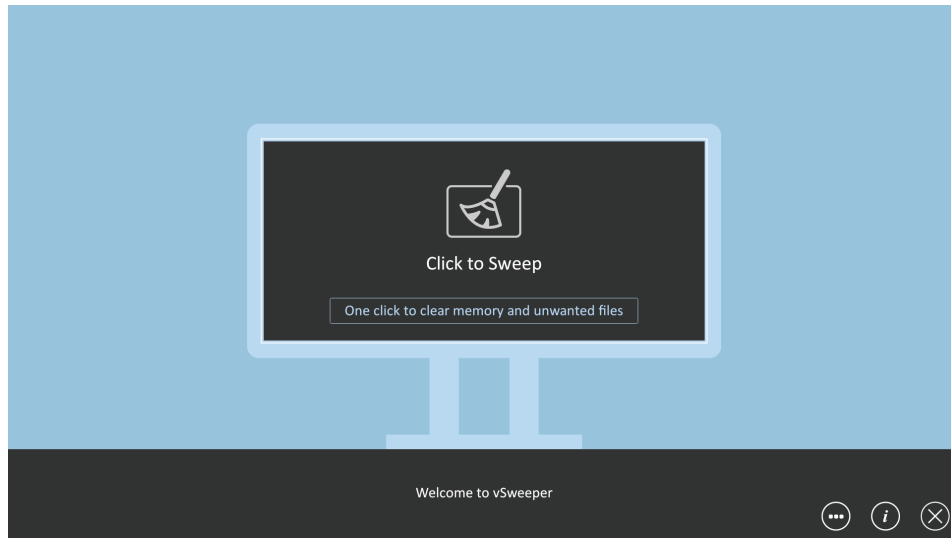 Click to Sweep
One click to clear memory and unwanted files
Welcome to vSweeper
i